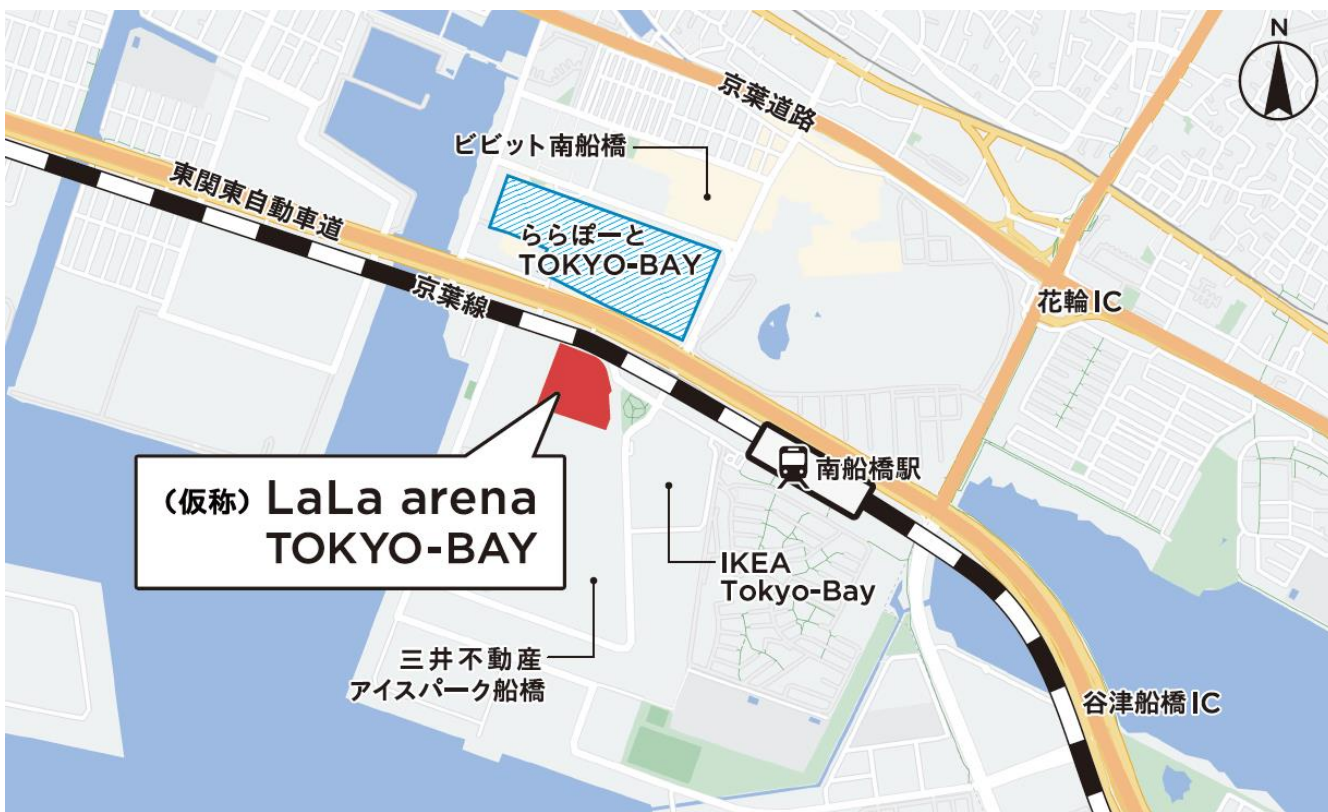 N
京葉道路
ビビット南船橋
東関東自動車道
ららぽーと
TOKYO-BAY
京葉線
花輪IC
南船橋駅
(仮称) LaLa arena
TOKYO-BAY
IKEA
Tokyo-Bay
三井不動産
アイスパーク船橋
谷津船橋IC